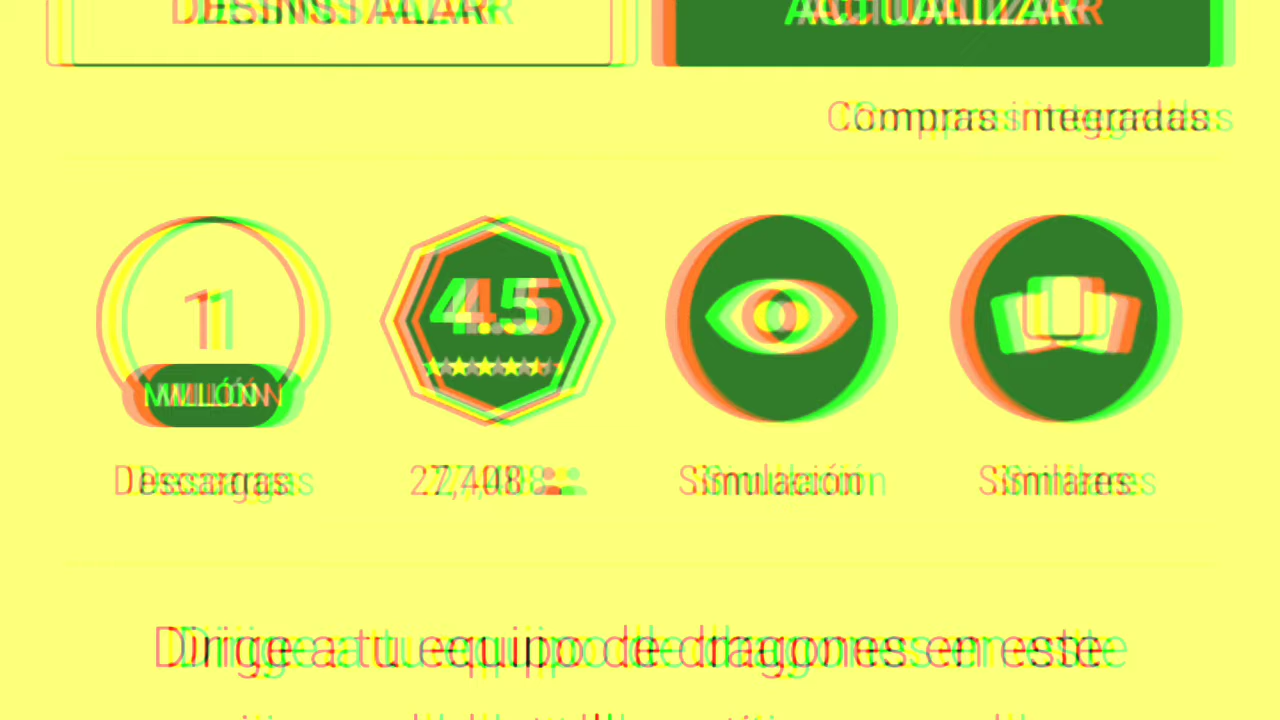 DESINSTALAR ACTUALIZAR
Compras integradas
1 4.5
MILLÓN
Descargas 27,408 Simulación Similares
Dirige a tu equipo de dragones en este